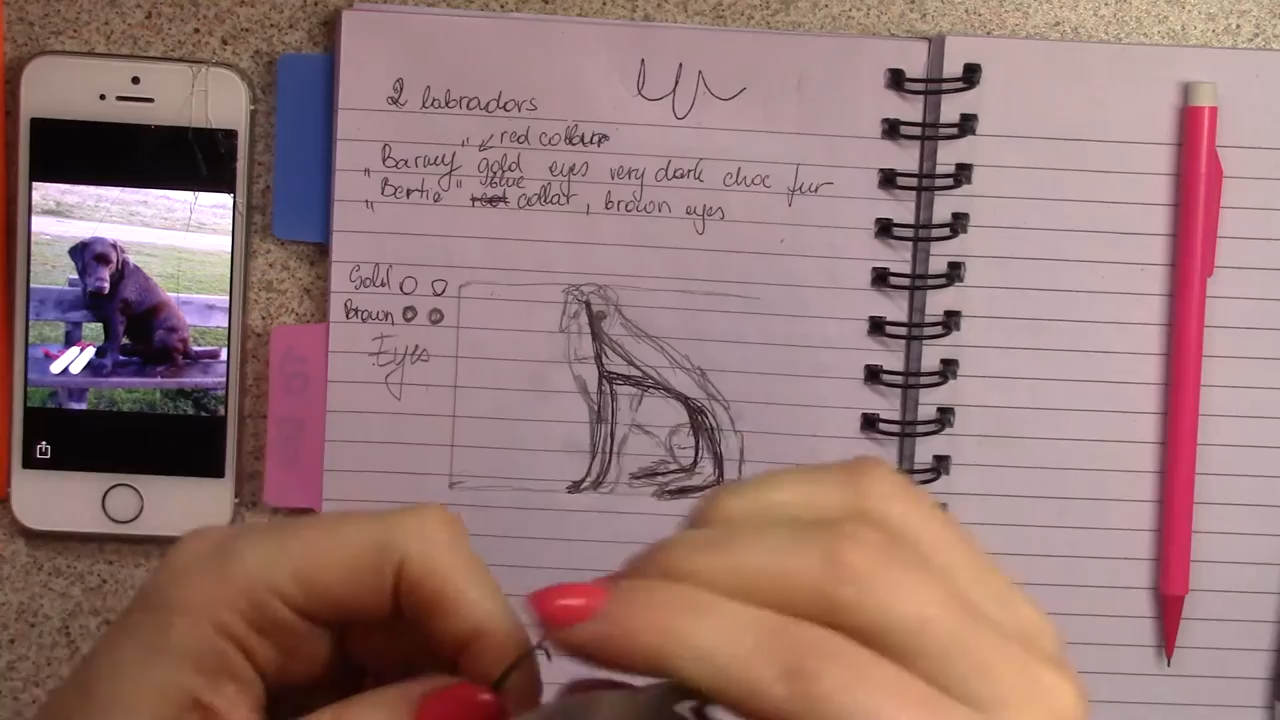 2 labradors
red collar
"Barney" gold eyes very dark choc fur
blue
"Bertie" red collar, brown eyes
Gold
Brown
Eyes